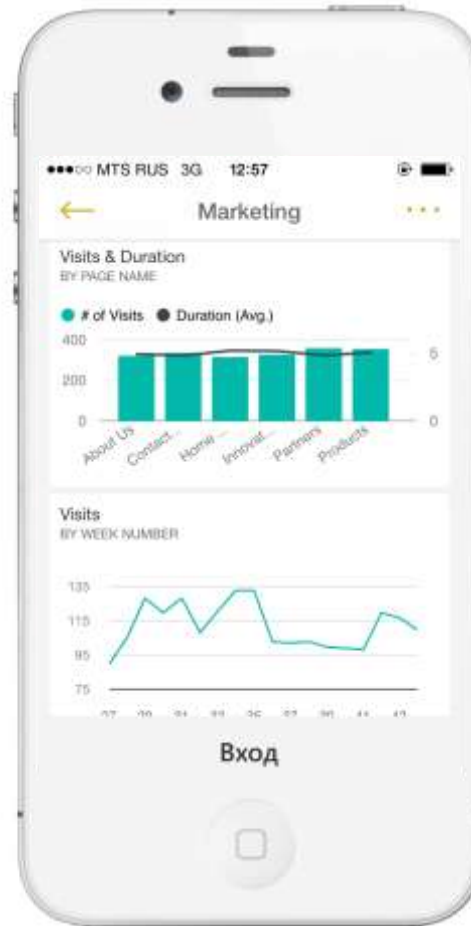 MTS RUS 3G 12:57
Marketing
Visits & Duration
BY PAGE NAME
# of Visits Duration (Avg.)
400
200
0
5
0
About Us Contact... Home ... Innovat... Partners Products
Visits
BY WEEK NUMBER
135
115
95
75
Вход